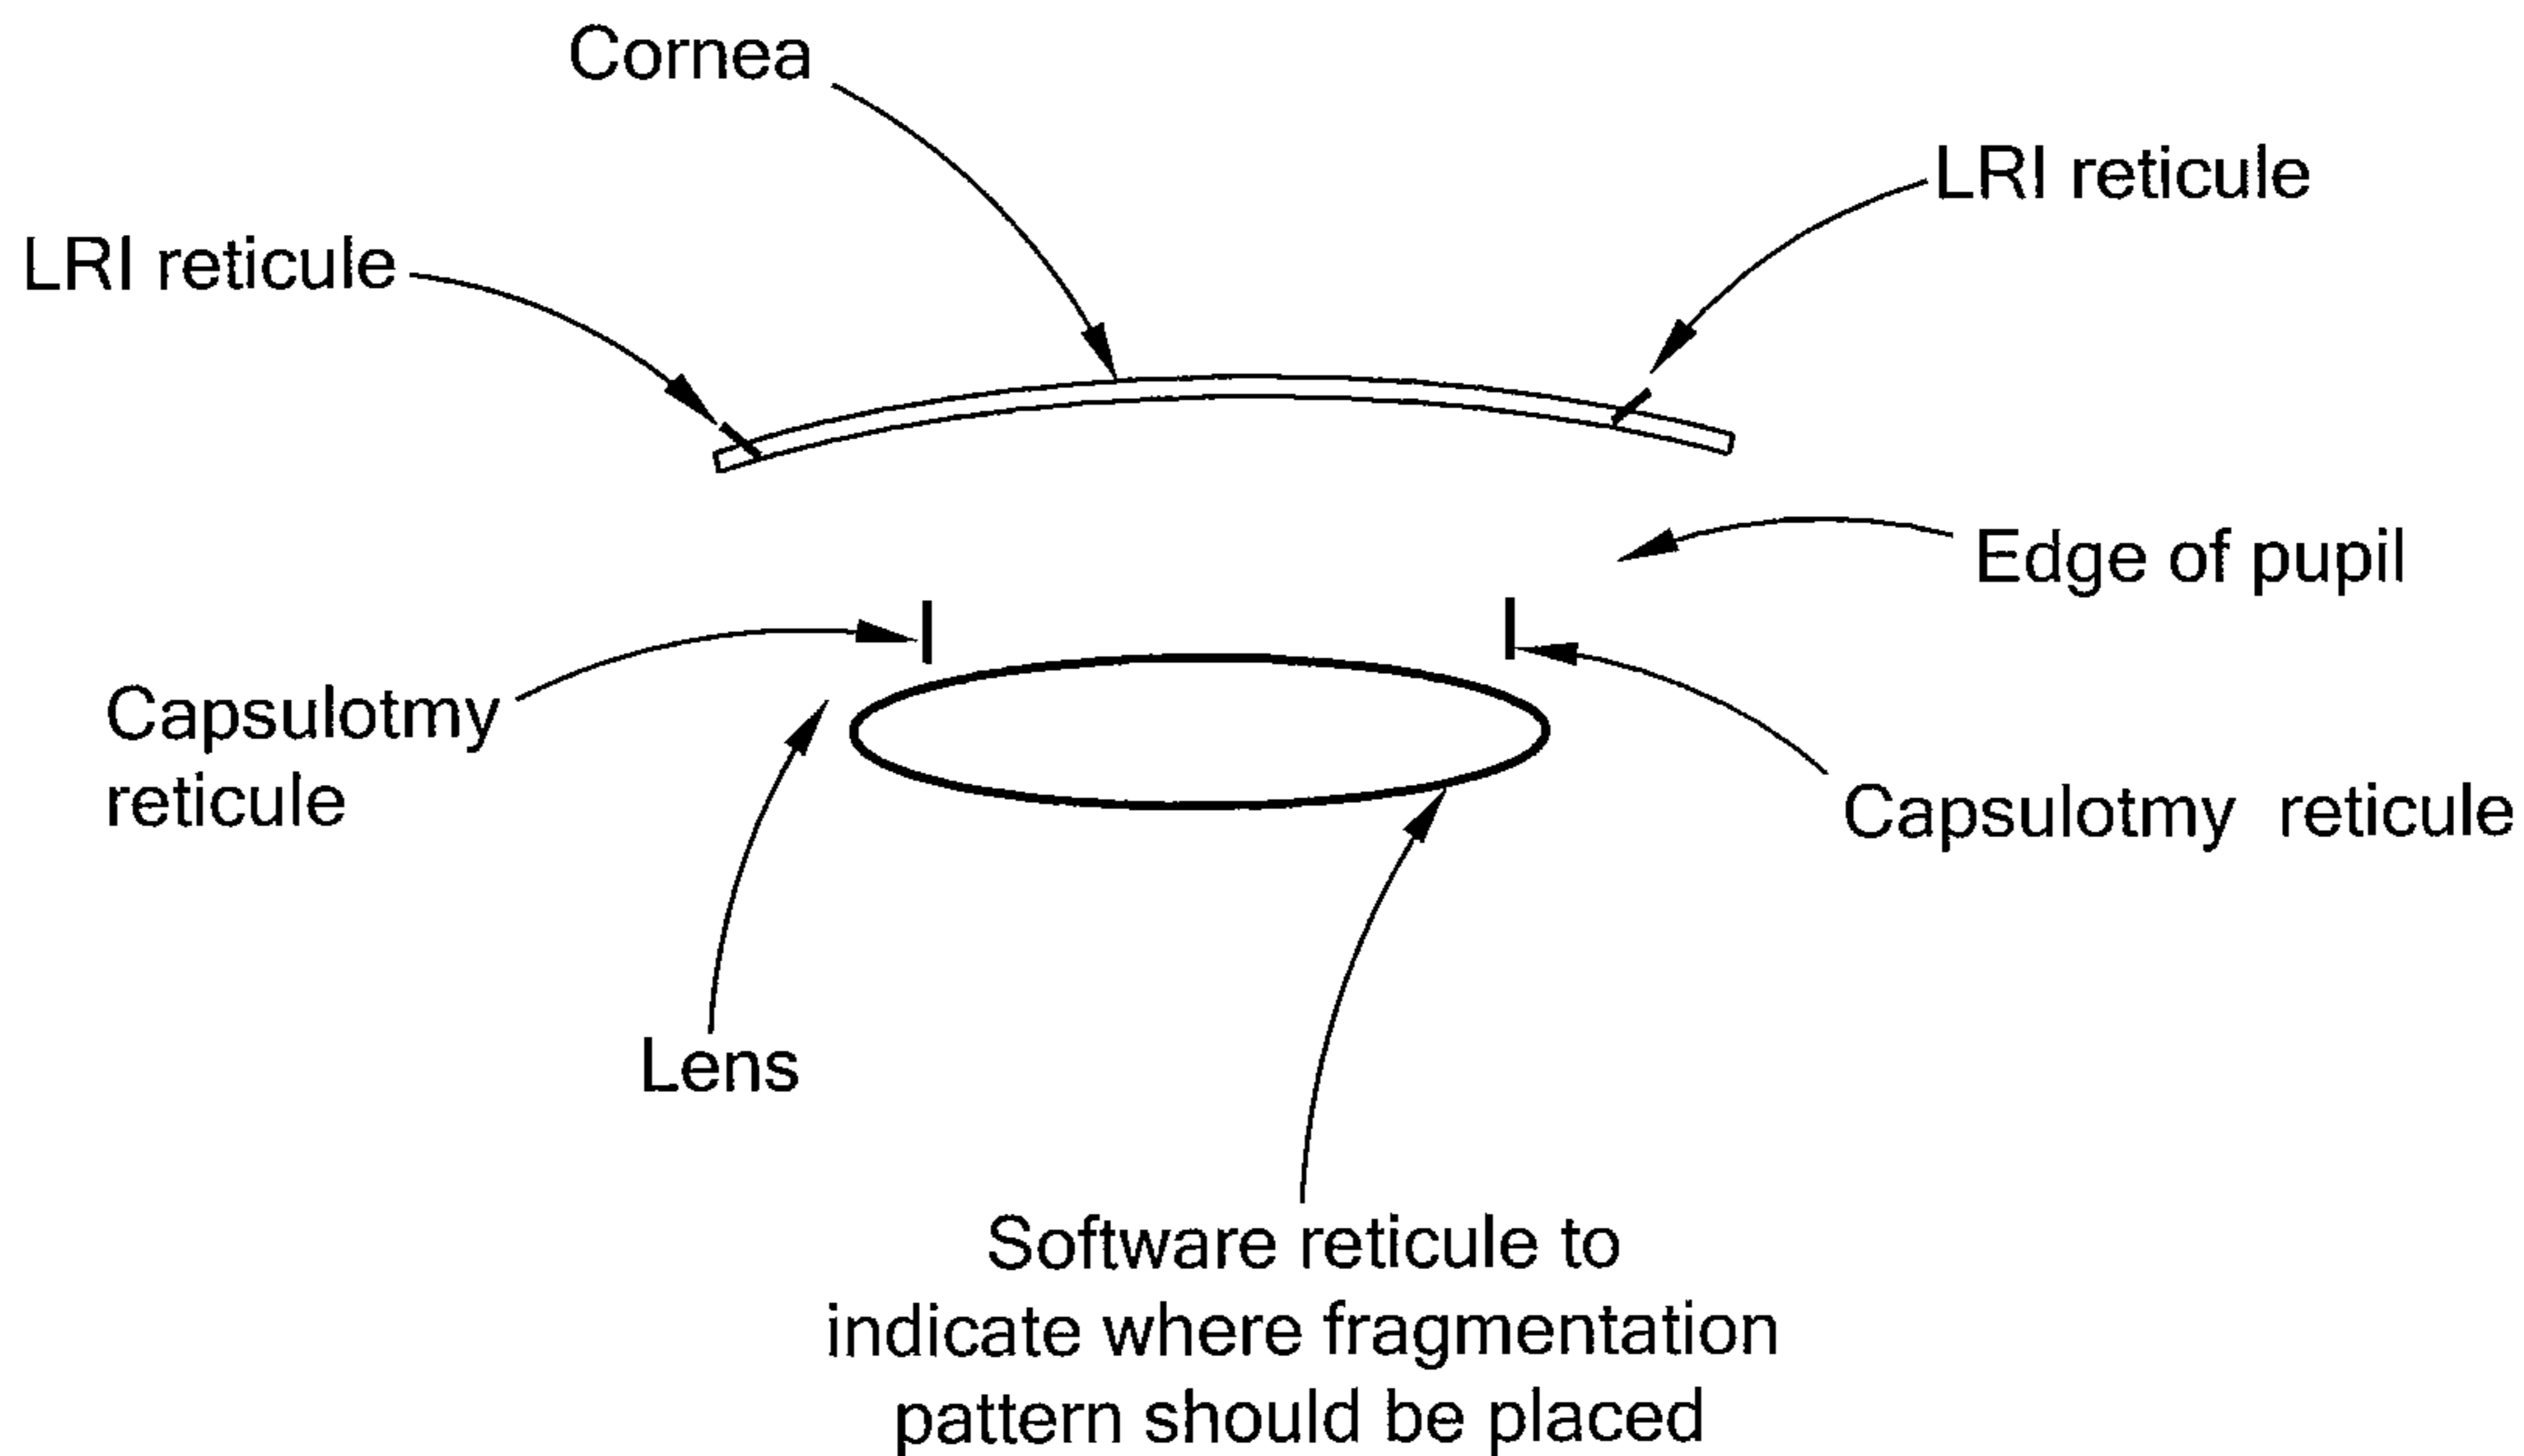 Cornea
LRI reticule
LRI reticule
Edge of pupil
Capsulotmy
reticule
Capsulotmy reticule
Lens
Software reticule to
indicate where fragmentation
pattern should be placed